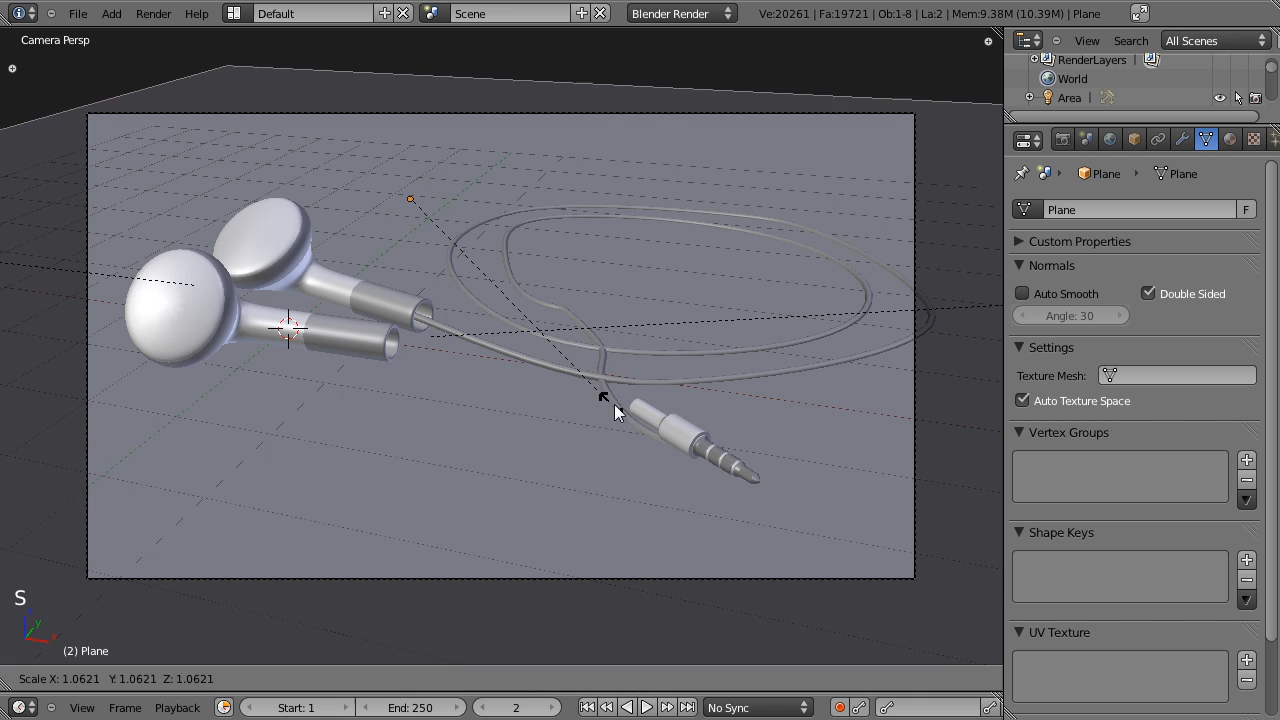 File Add Render Help Default Scene Blender Render Ve:20261 | Fa:19721 | Ob:1-8 | La:2 | Mem:9.38M (10.39M) | Plane
Camera Persp
View Search All Scenes
RenderLayers |
World
Area |
Plane Plane
Plane F
Custom Properties
Normals
Auto Smooth Double Sided
Angle: 30
Settings
Texture Mesh:
Auto Texture Space
Vertex Groups
Shape Keys
UV Texture
S
z
y
x
(2) Plane
Scale X: 1.0621 Y: 1.0621 Z: 1.0621
View Frame Playback Start: 1 End: 250 2 No Sync